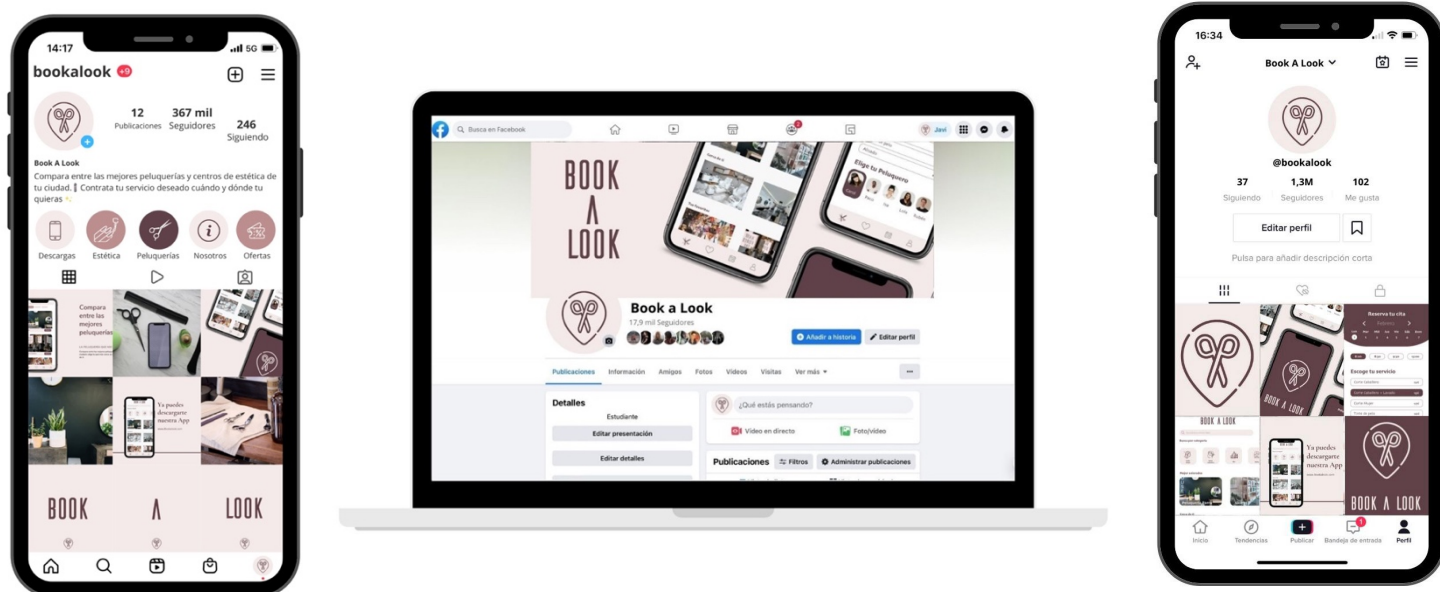 14:17
5G
bookalook +9
12
Publicaciones
367 mil
Seguidores
246
Siguiendo
Book A Look
Compara entre las mejores peluquerías y centros de estética de
tu ciudad. Contrata tu servicio deseado cuándo y dónde tu
quieras
Descargas Estética Peluquerías Nosotros Ofertas
Compara
entre las
mejores
peluquerías
Ya puedes
descargarte
nuestra App
BOOK A LOOK
Busca en Facebook
2
Javi
BOOK
A
LOOK
Elige tu Peluquero
Book a Look
17,9 mil Seguidores
Añadir a historia
Editar perfil
Publicaciones Información Amigos Fotos Vídeos Visitas Ver más
Detalles
Estudiante
Editar presentación
Editar detalles
¿Qué estás pensando?
Vídeo en directo
Foto/vídeo
Publicaciones
Filtros
Administrar publicaciones
16:34
Book A Look
@bookalook
37
Siguiendo
1,3M
Seguidores
102
Me gusta
Editar perfil
Pulsa para añadir descripción corta
BOOK A LOOK
Reserva tu cita
Febrero
Escoge tu servicio
BOOK A LOOK
Ya puedes
descargarte
nuestra App
BOOK A LOOK
Inicio
Tendencias
Publicar
1
Bandeja de entrada
Perfil